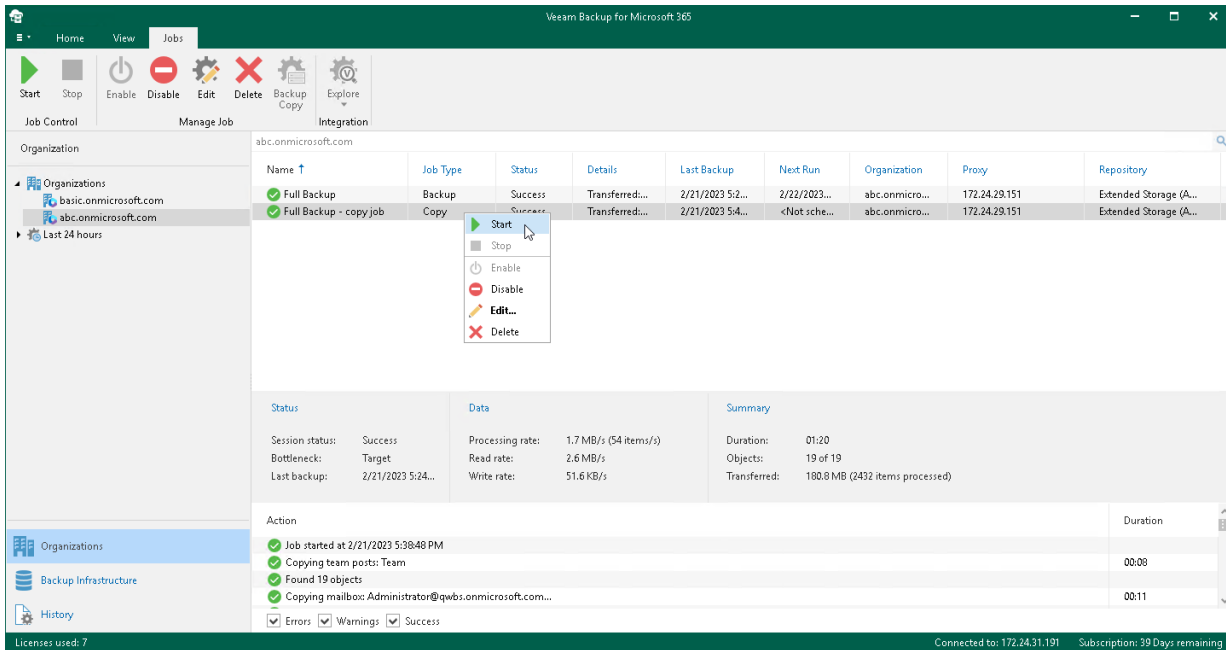 Veeam Backup for Microsoft 365
Home View Jobs
Start Stop Enable Disable Edit Delete Backup Copy Explore
Job Control Manage Job Integration
Organization
Organizations
basic.onmicrosoft.com
abc.onmicrosoft.com
Last 24 hours
abc.onmicrosoft.com
Name Job Type Status Details Last Backup Next Run Organization Proxy Repository
Full Backup Backup Success Transferred:... 2/21/2023 5:2... 2/22/2023... abc.onmicro... 172.24.29.151 Extended Storage (A...
Full Backup - copy job Copy Success Transferred:... 2/21/2023 5:4... <Not sche... abc.onmicro... 172.24.29.151 Extended Storage (A...
Start
Stop
Enable
Disable
Edit...
Delete
Status Data Summary
Session status: Success Processing rate: 1.7 MB/s (54 items/s) Duration: 01:20
Bottleneck: Target Read rate: 2.6 MB/s Objects: 19 of 19
Last backup: 2/21/2023 5:24... Write rate: 51.6 KB/s Transferred: 180.8 MB (2432 items processed)
Action Duration
Job started at 2/21/2023 5:38:48 PM
Copying team posts: Team 00:08
Found 19 objects
Copying mailbox: Administrator@qwbs.onmicrosoft.com... 00:11
Errors Warnings Success
Organizations
Backup Infrastructure
History
Licenses used: 7 Connected to: 172.24.31.191 Subscription: 39 Days remaining